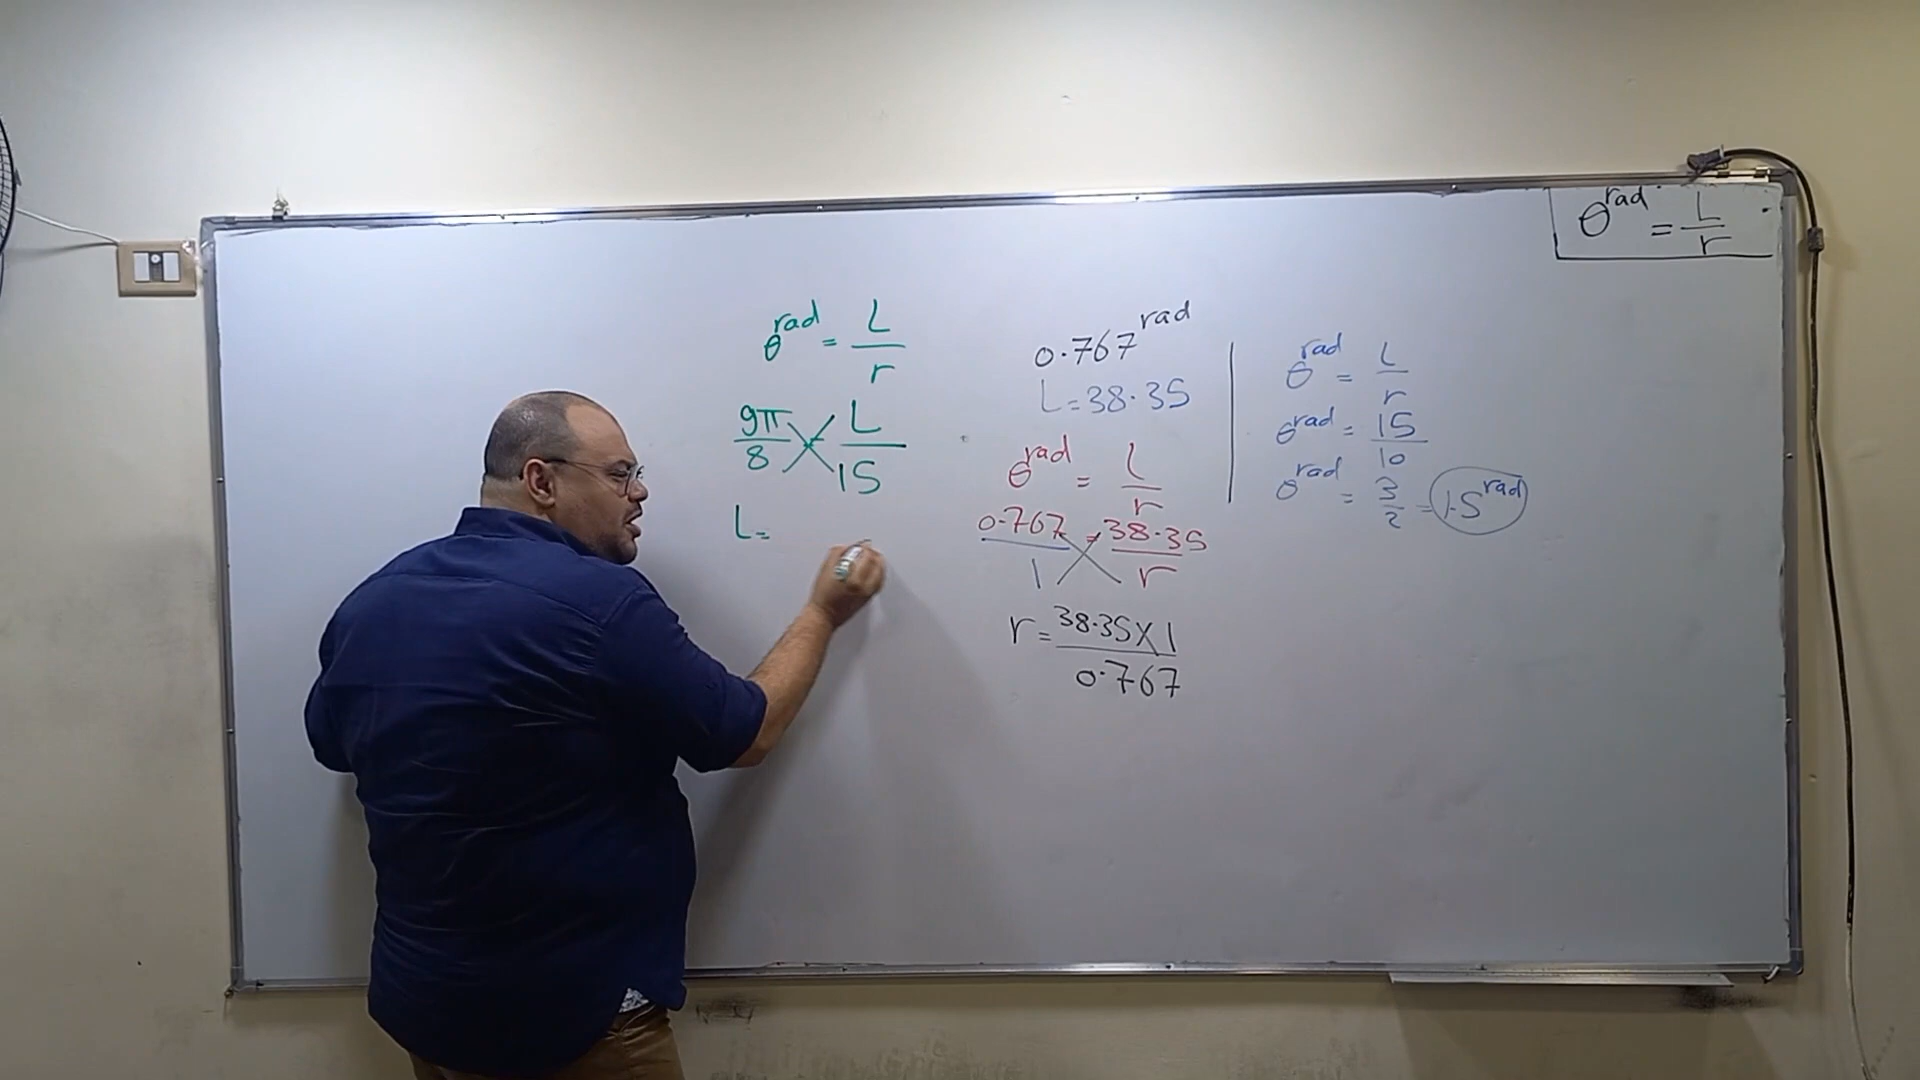 θ^rad = L/r
θ^rad = L/r
9π/8 = L/15
L=
0.767^rad
L=38.35
θ^rad = L/r
0.767/1 = 38.35/r
r = 38.35×1/0.767
θ^rad = L/r
θ^rad = 15/10
θ^rad = 3/2 = 1.5^rad